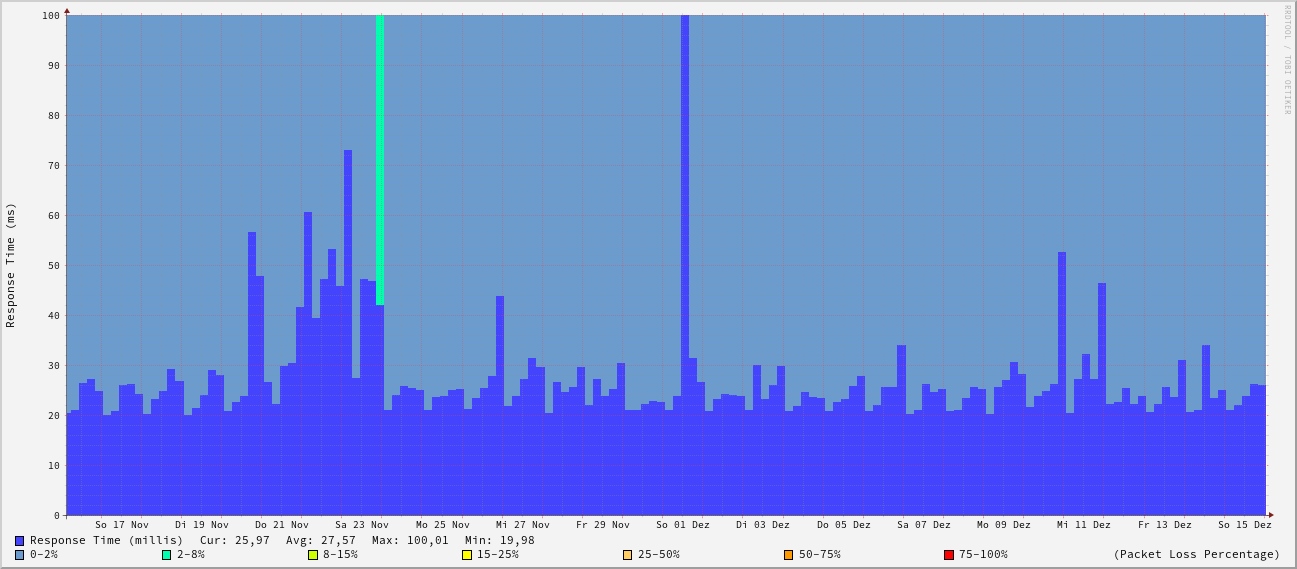 RRDTOOL / TOBI OETIKER
Response Time (ms)
100
90
80
70
60
50
40
30
20
10
0
So 17 Nov Di 19 Nov Do 21 Nov Sa 23 Nov Mo 25 Nov Mi 27 Nov Fr 29 Nov So 01 Dez Di 03 Dez Do 05 Dez Sa 07 Dez Mo 09 Dez Mi 11 Dez Fr 13 Dez So 15 Dez
Response Time (millis) Cur: 25,97 Avg: 27,57 Max: 100,01 Min: 19,98
0-2% 2-8% 8-15% 15-25% 25-50% 50-75% 75-100% (Packet Loss Percentage)